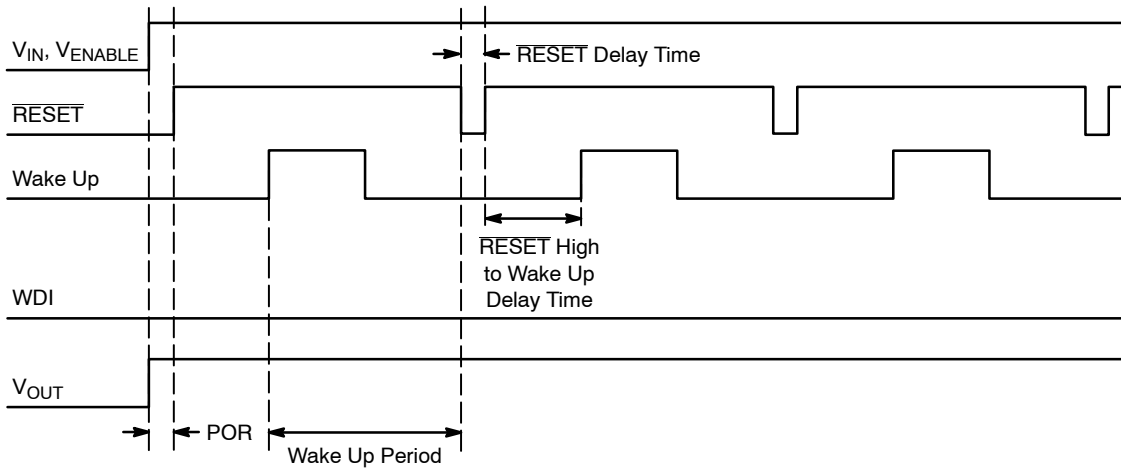 V_IN, V_ENABLE
RESET Delay Time
RESET
Wake Up
RESET High
to Wake Up
Delay Time
WDI
V_OUT
POR
Wake Up Period